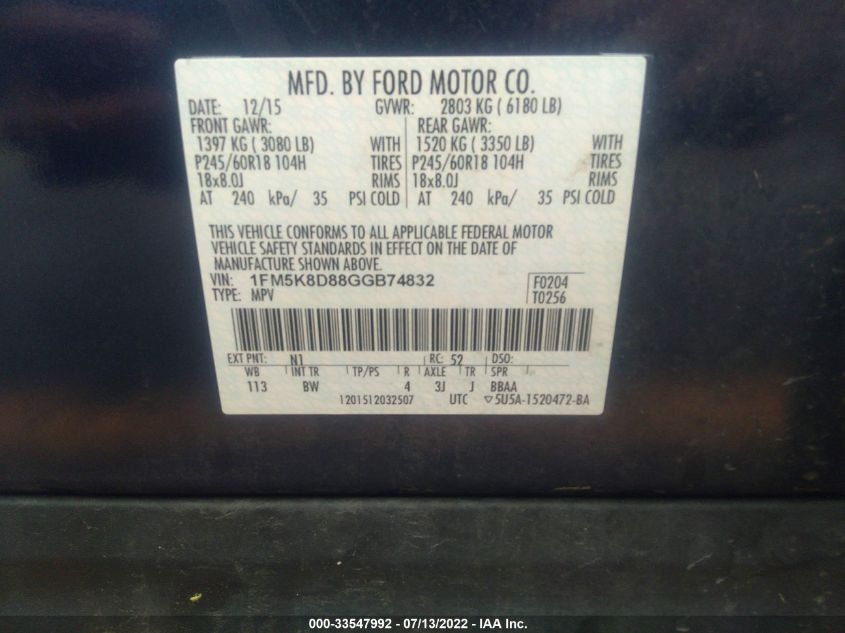 MFD. BY FORD MOTOR CO.
DATE: 12/15 GVWR: 2803 KG ( 6180 LB)
FRONT GAWR: REAR GAWR:
1397 KG ( 3080 LB) WITH 1520 KG ( 3350 LB) WITH
P245/60R18 104H TIRES P245/60R18 104H TIRES
18x8.0J RIMS 18x8.0J RIMS
AT 240 kPa/ 35 PSI COLD AT 240 kPa/ 35 PSI COLD
THIS VEHICLE CONFORMS TO ALL APPLICABLE FEDERAL MOTOR
VEHICLE SAFETY STANDARDS IN EFFECT ON THE DATE OF
MANUFACTURE SHOWN ABOVE.
VIN: 1FM5K8D88GGB74832 F0204
TYPE: MPV T0256
EXT PNT: N1 RC: 52 DSO:
WB INT TR TP/PS R AXLE TR SPR
113 BW 4 3J J BBAA
1201512032507 UTC ▽5U5A-1520472-BA
000-33547992 - 07/13/2022 - IAA Inc.